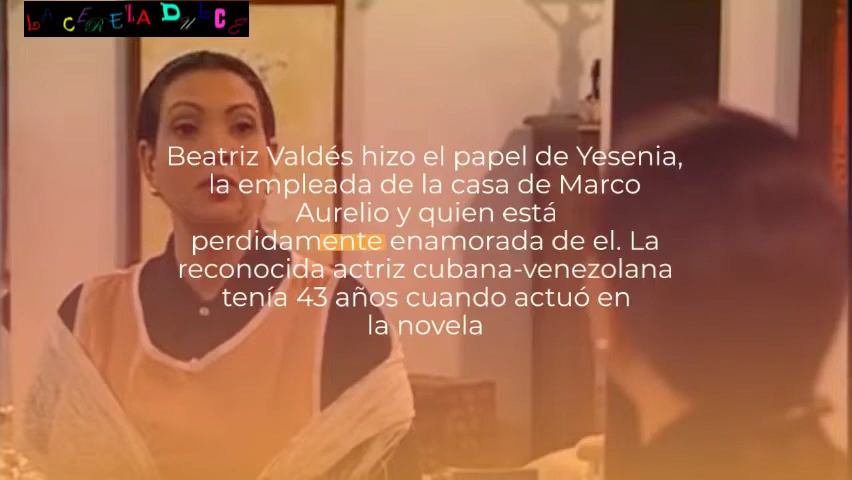 LA CEREZA DULCE
Beatriz Valdés hizo el papel de Yesenia,
la empleada de la casa de Marco
Aurelio y quien está
perdidamente enamorada de el. La
reconocida actriz cubana-venezolana
tenía 43 años cuando actuó en
la novela